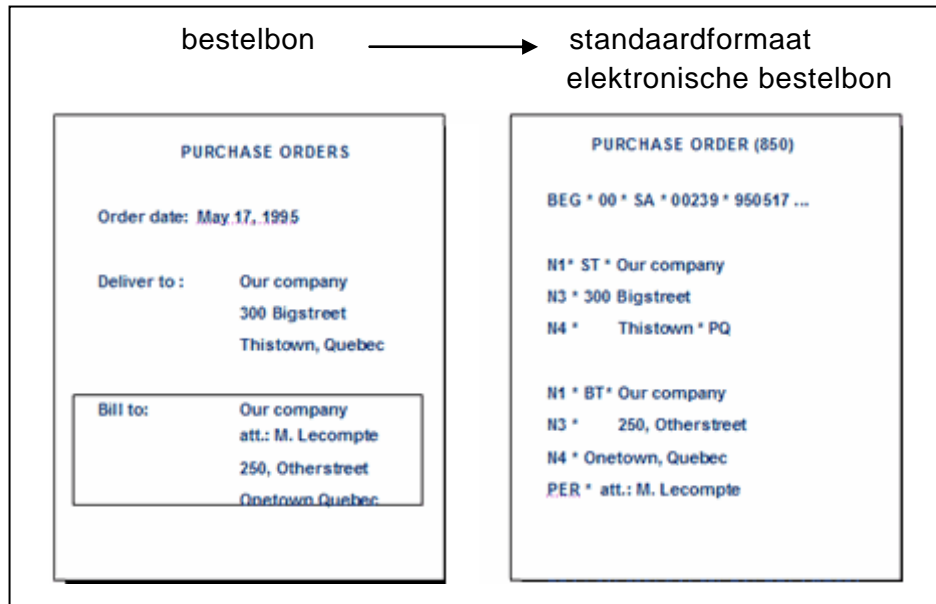 bestelbon
standaardformaat
elektronische bestelbon
PURCHASE ORDERS
Order date: May 17, 1995
Deliver to : Our company
300 Bigstreet
Thistown, Quebec
Bill to: Our company
att.: M. Lecompte
250, Otherstreet
Onetown Quebec
PURCHASE ORDER (850)
BEG * 00 * SA * 00239 * 950517 ...
N1* ST * Our company
N3 * 300 Bigstreet
N4 * Thistown * PQ
N1 * BT* Our company
N3 * 250, Otherstreet
N4 * Onetown, Quebec
PER * att.: M. Lecompte